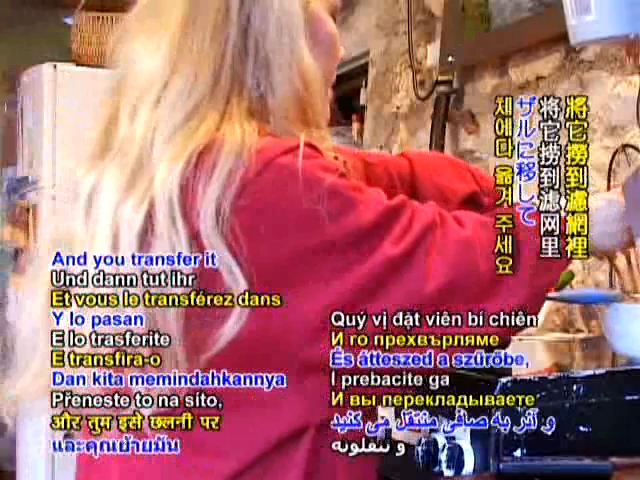 將它撈到濾網裡
将它捞到滤网里
ザルに移して
체에다 옮겨 주세요
And you transfer it
Und dann tut ihr
Et vous le transférez dans
Y lo pasan
E lo trasferite
E transfira-o
Dan kita memindahkannya
Přeneste to na síto,
और तुम इसे छलनी पर
และคุณย้ายมัน
Quý vị đặt viên bí chiên
И го прехвърляме
És átteszed a szűrőbe,
I prebacite ga
И вы перекладываете
و آنر به صافی منتقل می کنید
و تنقلونه